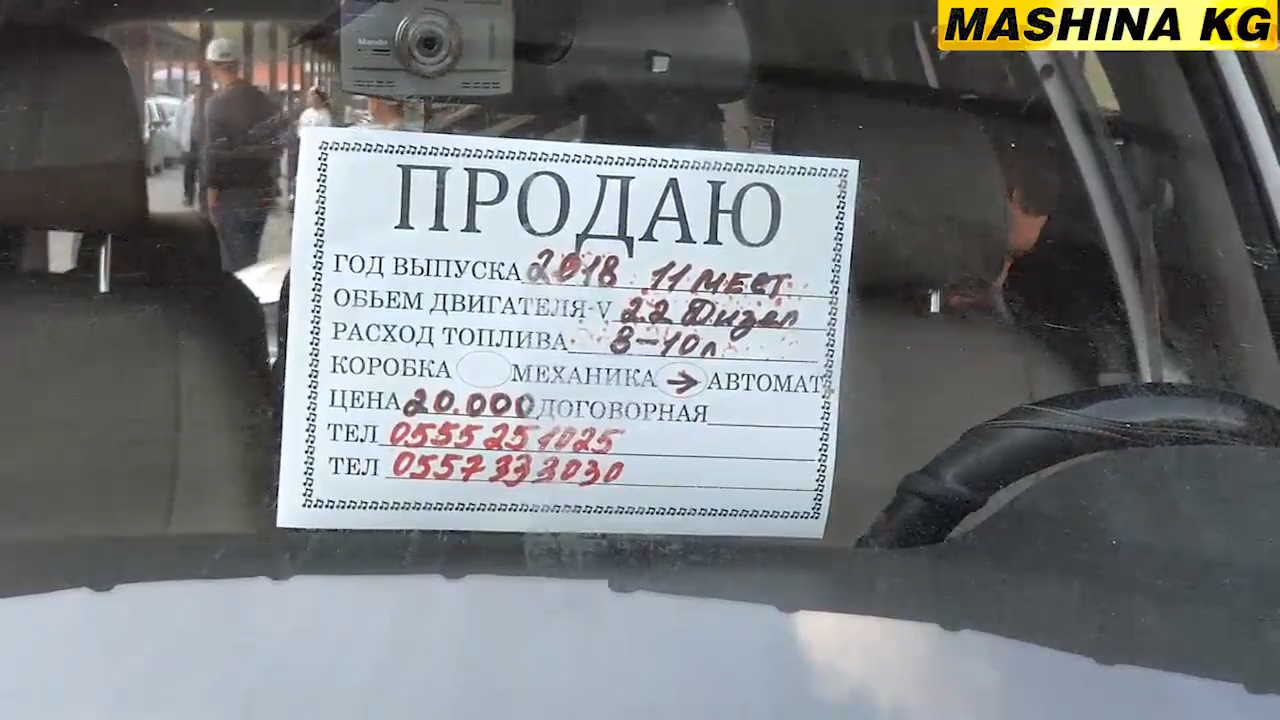 MASHINA KG
Mando
ПРОДАЮ
ГОД ВЫПУСКА 2018 11 МЕСТ
ОБЬЕМ ДВИГАТЕЛЯ-V 2.2 Дизел
РАСХОД ТОПЛИВА 8-10л
КОРОБКА МЕХАНИКА → АВТОМАТ
ЦЕНА 20.000 ДОГОВОРНАЯ
ТЕЛ 0555251025
ТЕЛ 0557333030